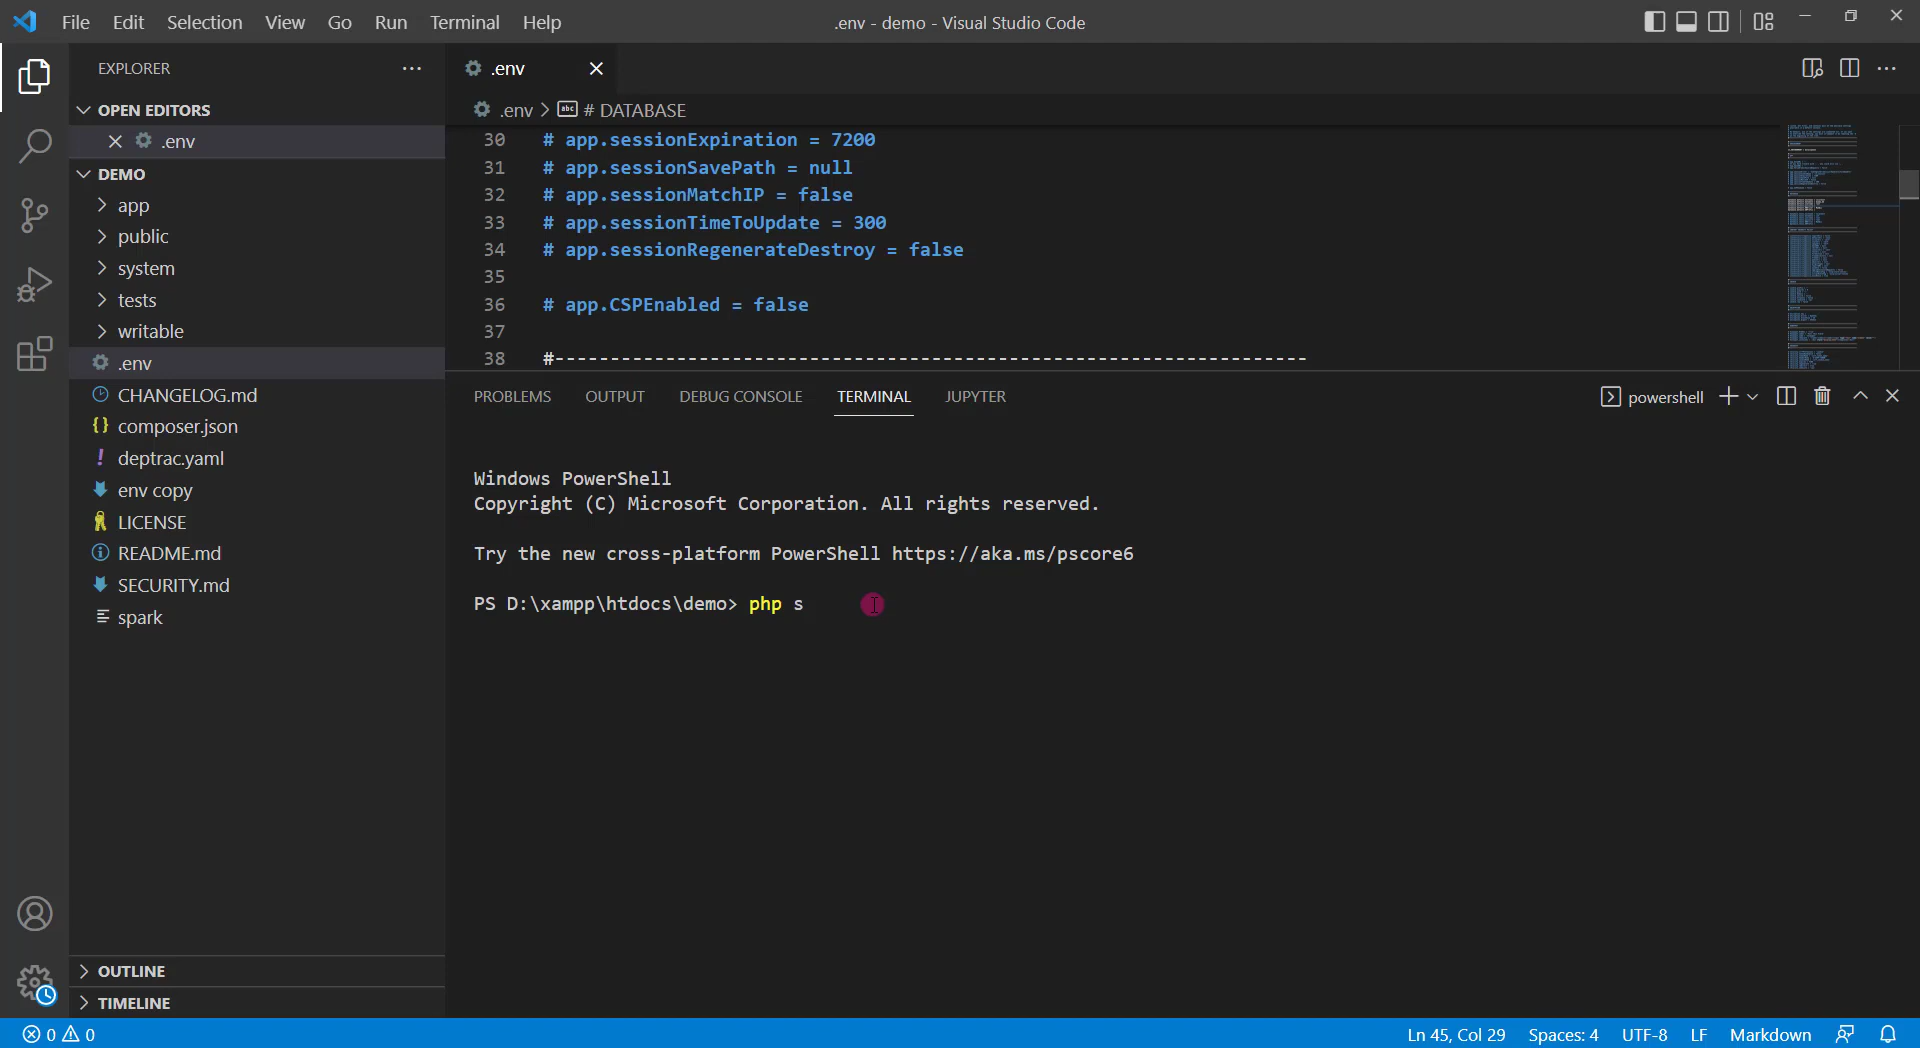 File Edit Selection View Go Run Terminal Help
.env - demo - Visual Studio Code
EXPLORER
OPEN EDITORS
.env
DEMO
app
public
system
tests
writable
.env
CHANGELOG.md
composer.json
deptrac.yaml
env copy
LICENSE
README.md
SECURITY.md
spark
OUTLINE
TIMELINE
.env
.env > # DATABASE
30 # app.sessionExpiration = 7200
31 # app.sessionSavePath = null
32 # app.sessionMatchIP = false
33 # app.sessionTimeToUpdate = 300
34 # app.sessionRegenerateDestroy = false
35
36 # app.CSPEnabled = false
37
38 #--------------------------------------------------------------------
PROBLEMS OUTPUT DEBUG CONSOLE TERMINAL JUPYTER
powershell
Windows PowerShell
Copyright (C) Microsoft Corporation. All rights reserved.
Try the new cross-platform PowerShell https://aka.ms/pscore6
PS D:\xampp\htdocs\demo> php s
0 0
Ln 45, Col 29 Spaces: 4 UTF-8 LF Markdown